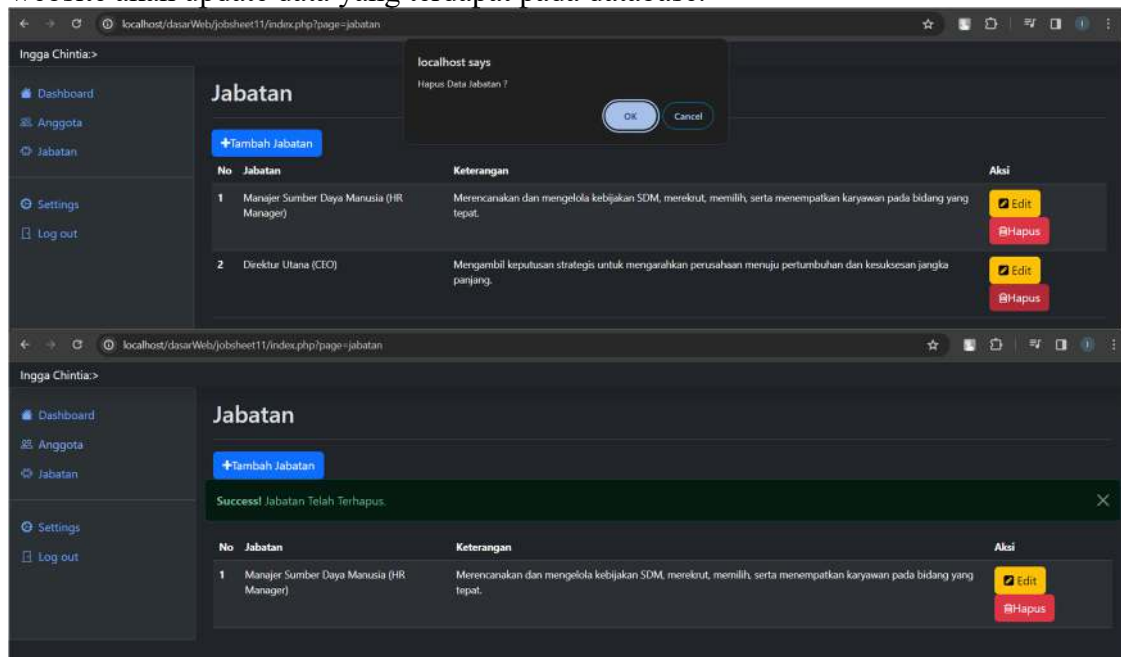 website akan update data yang terdapat pada database.
localhost/dasarWeb/jobsheet11/index.php?page=jabatan
Ingga Chintia:>
localhost says
Hapus Data Jabatan ?
OK Cancel
Dashboard
Anggota
Jabatan
Settings
Log out
Jabatan
+Tambah Jabatan
No Jabatan Keterangan Aksi
1 Manajer Sumber Daya Manusia (HR Merencanakan dan mengelola kebijakan SDM, merekrut, memilih, serta menempatkan karyawan pada bidang yang Edit
Manager) tepat.
Hapus
2 Direktur Utana (CEO) Mengambil keputusan strategis untuk mengarahkan perusahaan menuju pertumbuhan dan kesuksesan jangka Edit
panjang.
Hapus
localhost/dasarWeb/jobsheet11/index.php?page=jabatan
Ingga Chintia:>
Dashboard
Anggota
Jabatan
Settings
Log out
Jabatan
+Tambah Jabatan
Success! Jabatan Telah Terhapus.
No Jabatan Keterangan Aksi
1 Manajer Sumber Daya Manusia (HR Merencanakan dan mengelola kebijakan SDM, merekrut, memilih, serta menempatkan karyawan pada bidang yang Edit
Manager) tepat.
Hapus